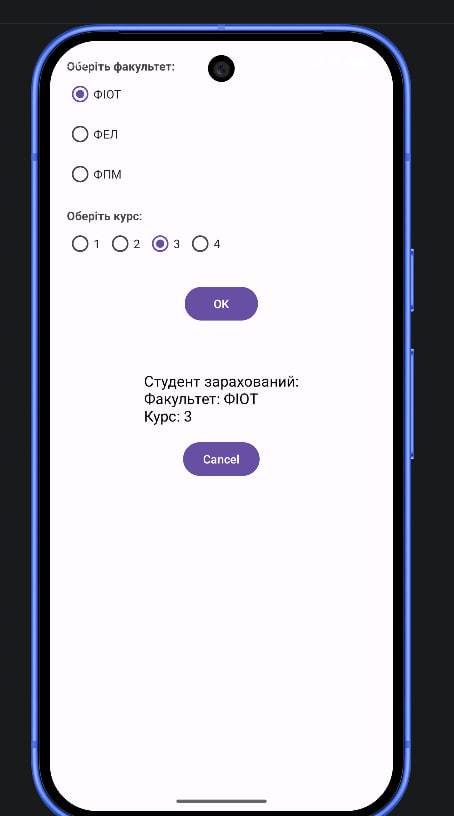 Оберіть факультет:
ФІОТ
ФЕЛ
ФПМ
Оберіть курс:
1 2 3 4
OK
Студент зарахований:
Факультет: ФІОТ
Курс: 3
Cancel